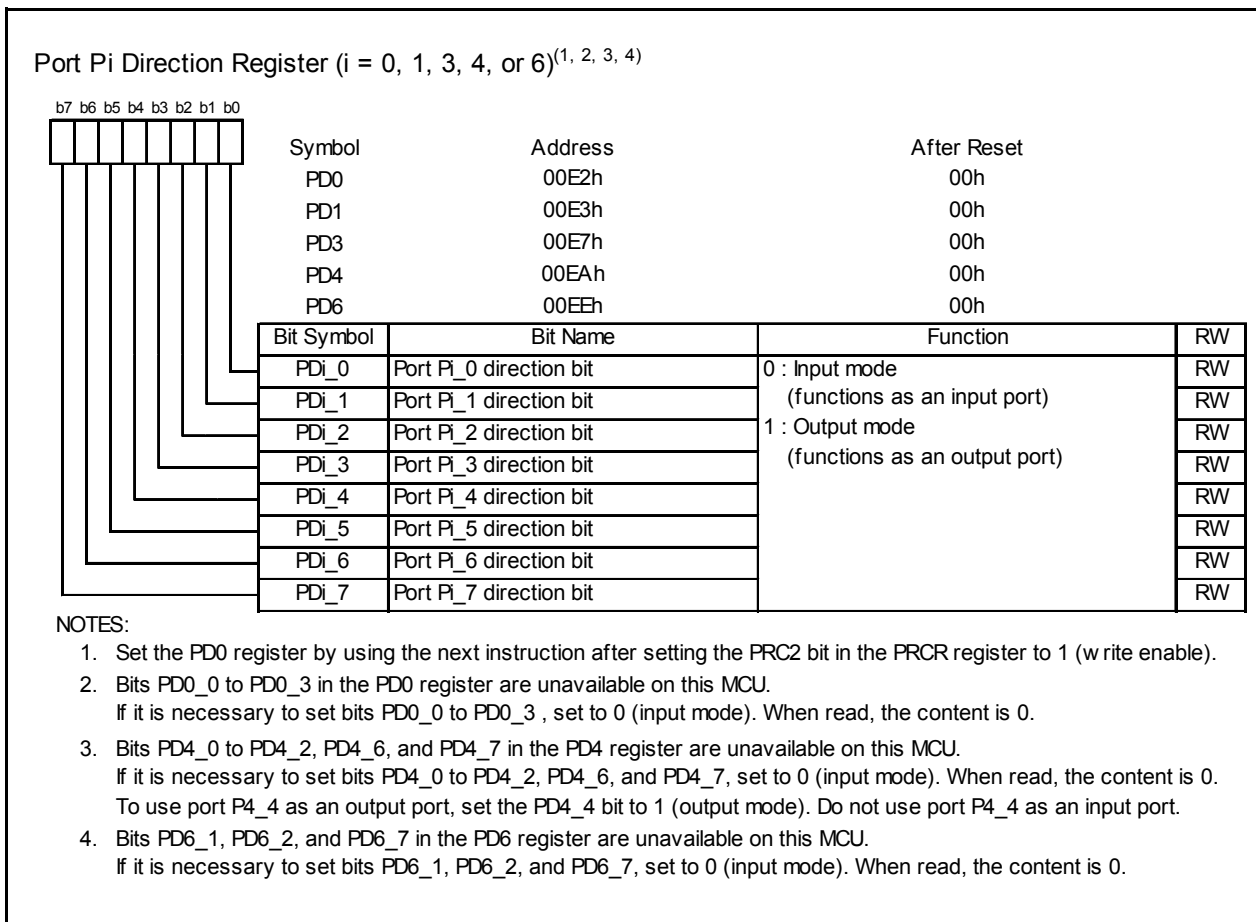 Port Pi Direction Register (i = 0, 1, 3, 4, or 6)(1, 2, 3, 4)
b7 b6 b5 b4 b3 b2 b1 b0
Symbol Address After Reset
PD0 00E2h 00h
PD1 00E3h 00h
PD3 00E7h 00h
PD4 00EAh 00h
PD6 00EEh 00h
Bit Symbol Bit Name Function RW
PDi_0 Port Pi_0 direction bit 0 : Input mode RW
PDi_1 Port Pi_1 direction bit (functions as an input port) RW
PDi_2 Port Pi_2 direction bit 1 : Output mode RW
PDi_3 Port Pi_3 direction bit (functions as an output port) RW
PDi_4 Port Pi_4 direction bit RW
PDi_5 Port Pi_5 direction bit RW
PDi_6 Port Pi_6 direction bit RW
PDi_7 Port Pi_7 direction bit RW
NOTES:
1. Set the PD0 register by using the next instruction after setting the PRC2 bit in the PRCR register to 1 (w rite enable).
2. Bits PD0_0 to PD0_3 in the PD0 register are unavailable on this MCU.
If it is necessary to set bits PD0_0 to PD0_3 , set to 0 (input mode). When read, the content is 0.
3. Bits PD4_0 to PD4_2, PD4_6, and PD4_7 in the PD4 register are unavailable on this MCU.
If it is necessary to set bits PD4_0 to PD4_2, PD4_6, and PD4_7, set to 0 (input mode). When read, the content is 0.
To use port P4_4 as an output port, set the PD4_4 bit to 1 (output mode). Do not use port P4_4 as an input port.
4. Bits PD6_1, PD6_2, and PD6_7 in the PD6 register are unavailable on this MCU.
If it is necessary to set bits PD6_1, PD6_2, and PD6_7, set to 0 (input mode). When read, the content is 0.